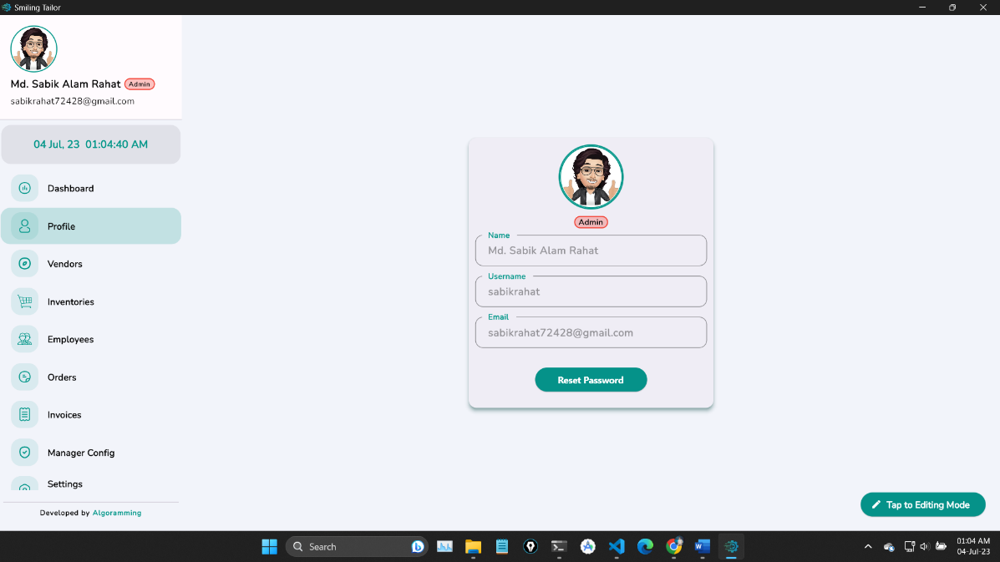 Smiling Tailor
Md. Sabik Alam Rahat Admin
sabikrahat72428@gmail.com
04 Jul, 23 01:04:40 AM
Dashboard
Profile
Vendors
Inventories
Employees
Orders
Invoices
Manager Config
Settings
Developed by Algoramming
Admin
Name
Md. Sabik Alam Rahat
Username
sabikrahat
Email
sabikrahat72428@gmail.com
Reset Password
Tap to Editing Mode
Search
01:04 AM
04-Jul-23